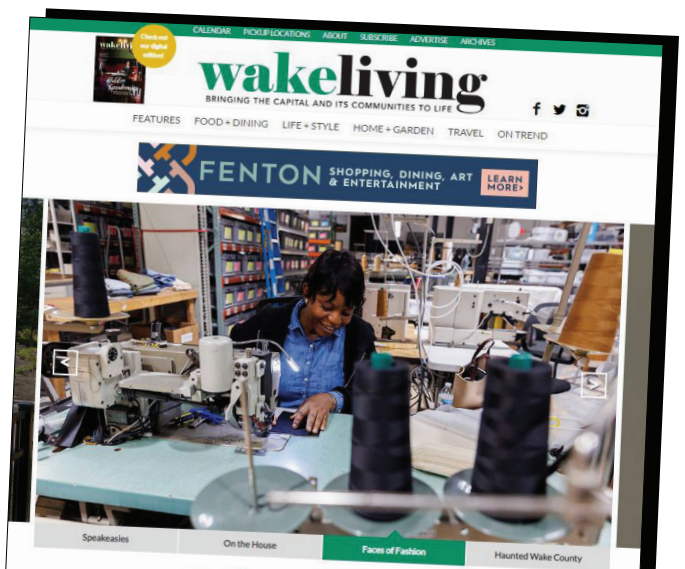 CALENDAR PICKUP LOCATIONS ABOUT SUBSCRIBE ADVERTISE ARCHIVES
Check out
our digital
edition!
wakeliving
BRINGING THE CAPITAL AND ITS COMMUNITIES TO LIFE
FEATURES FOOD + DINING LIFE + STYLE HOME + GARDEN TRAVEL ON TREND
FENTON SHOPPING, DINING, ART
& ENTERTAINMENT
LEARN
MORE>
Speakeasies On the House Faces of Fashion Haunted Wake County